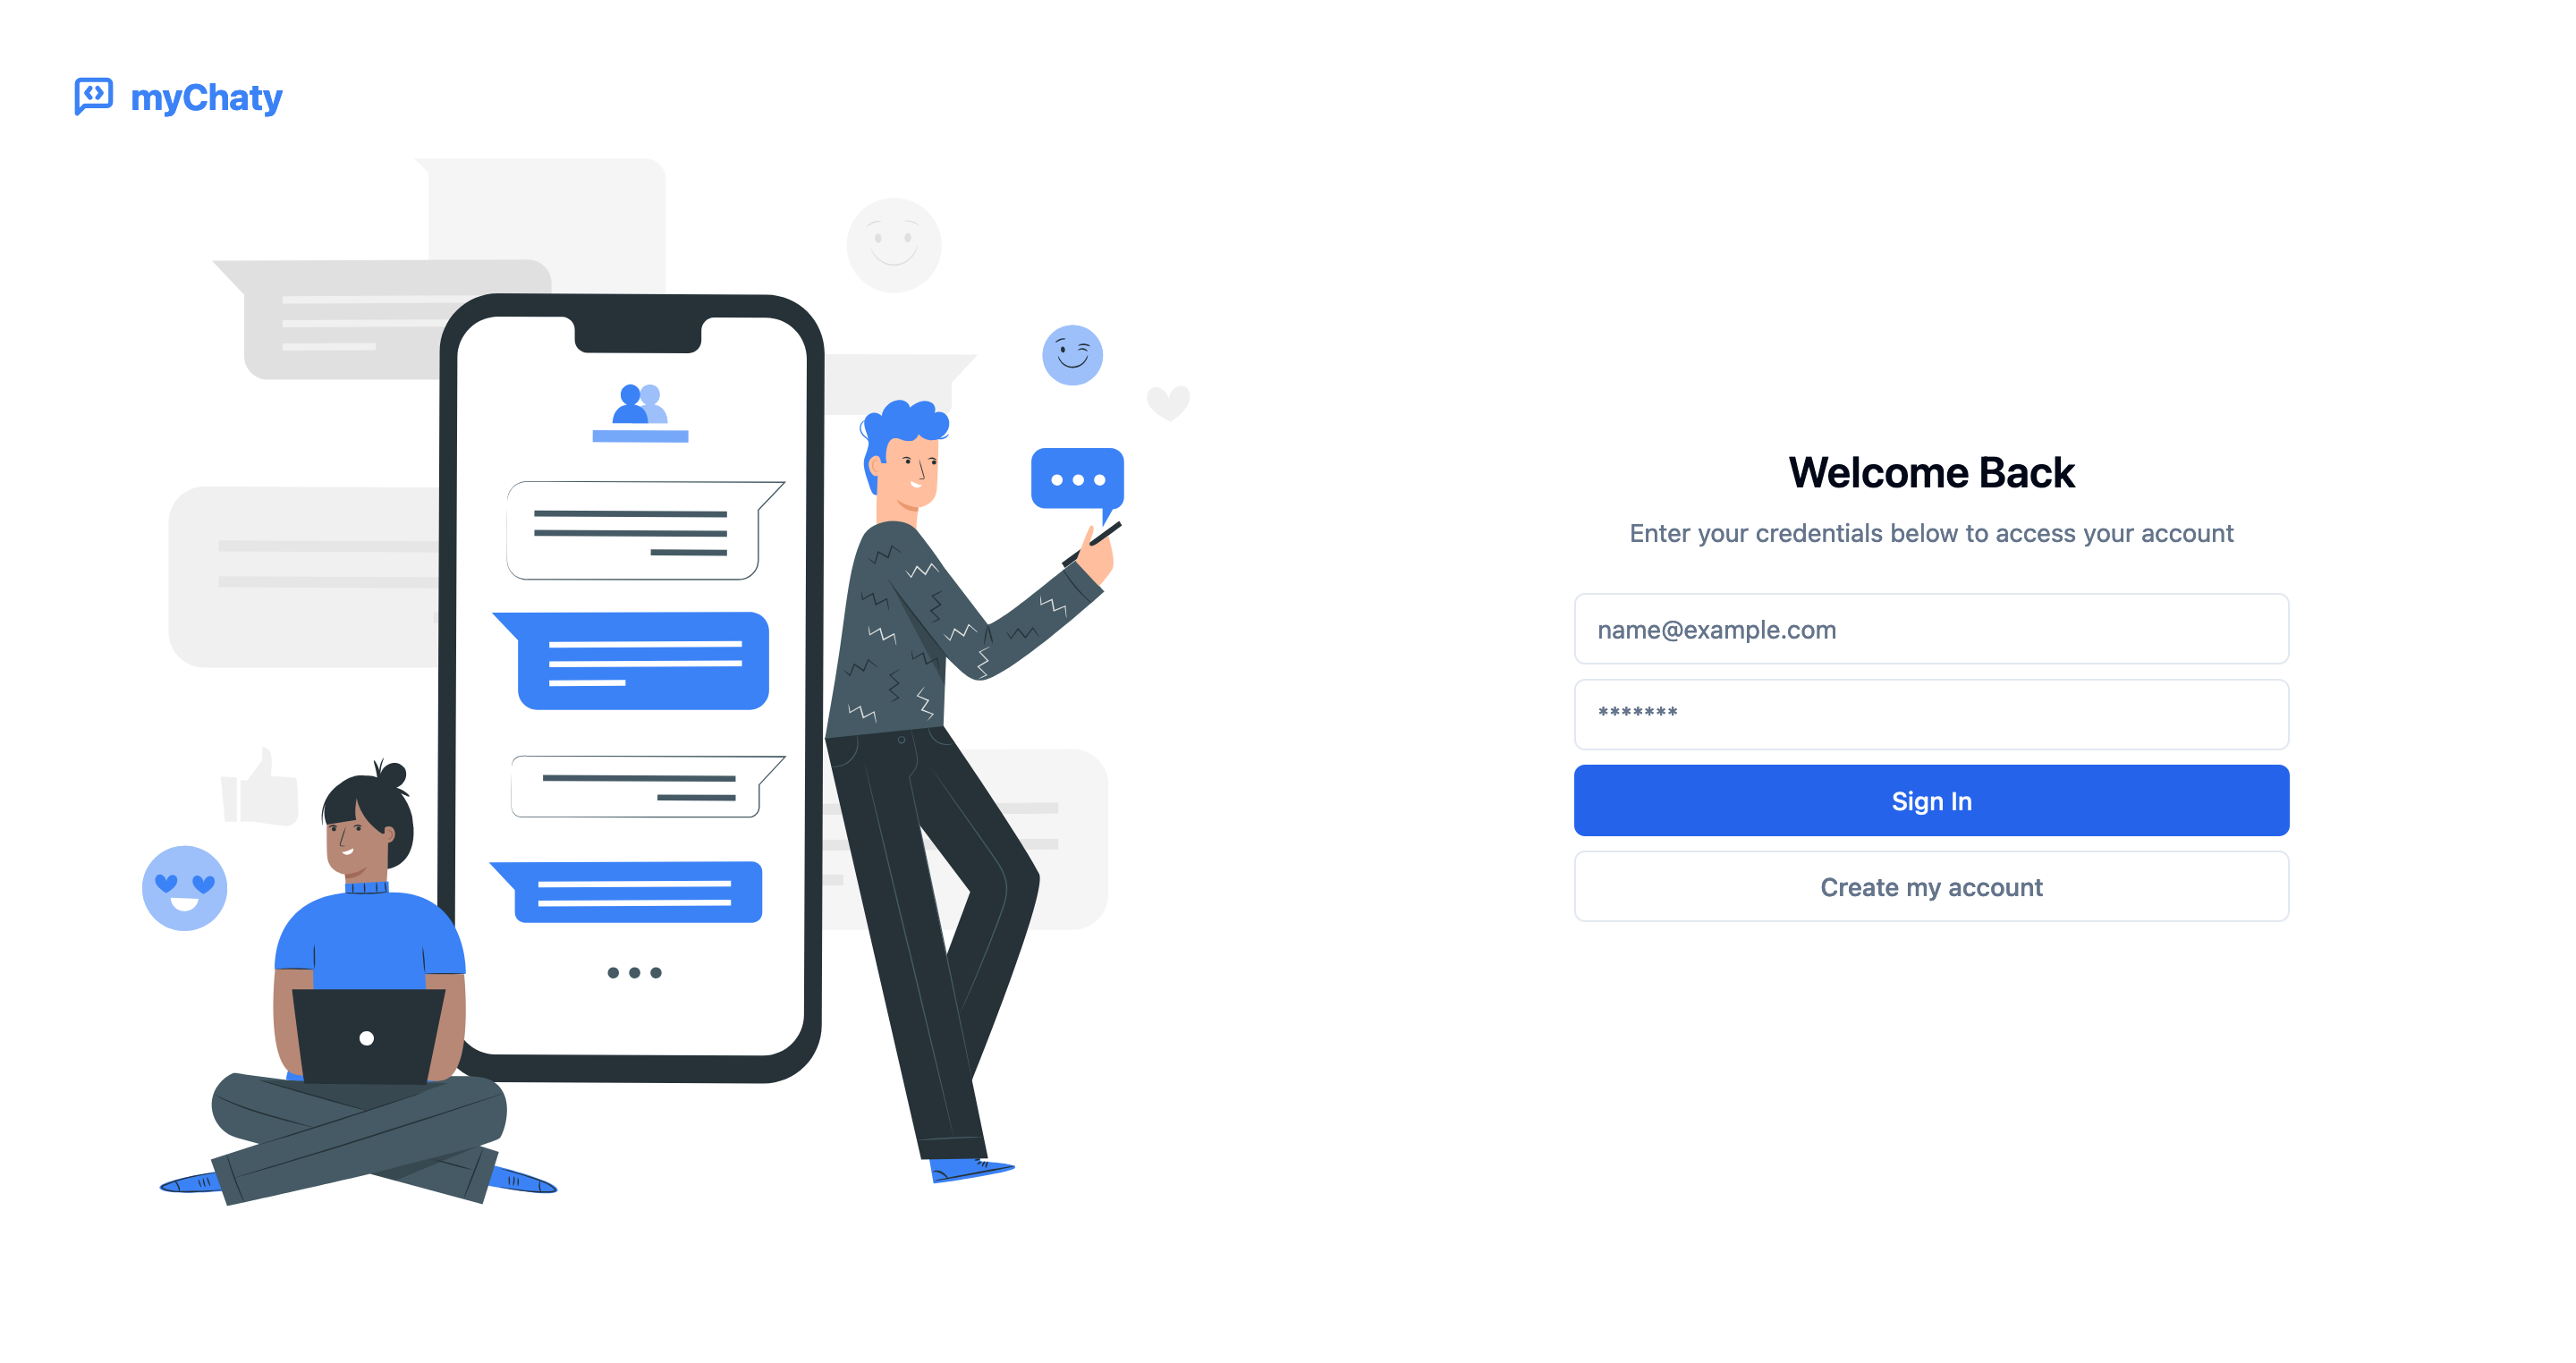 myChaty
Welcome Back
Enter your credentials below to access your account
name@example.com
*******
Sign In
Create my account